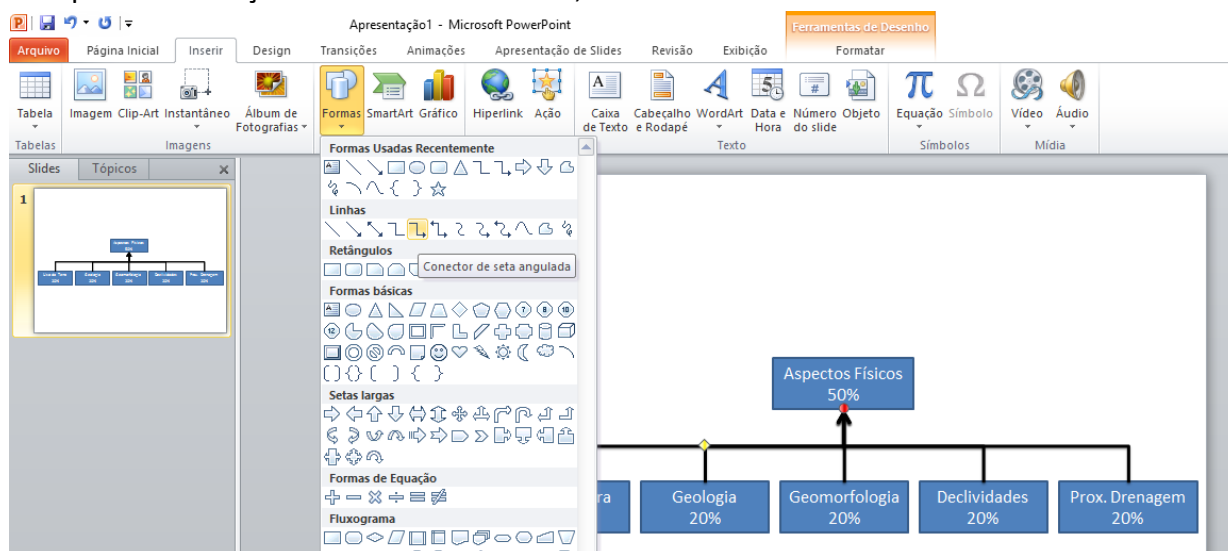 Apresentação1 - Microsoft PowerPoint
Ferramentas de Desenho
Arquivo Página Inicial Inserir Design Transições Animações Apresentação de Slides Revisão Exibição Formatar
Tabela Imagem Clip-Art Instantâneo Álbum de Fotografias Formas SmartArt Gráfico Hiperlink Ação Caixa de Texto Cabeçalho e Rodapé WordArt Data e Hora Número do slide Objeto Equação Símbolo Vídeo Áudio
Tabelas Imagens Texto Símbolos Mídia
Slides Tópicos
1
Formas Usadas Recentemente
Linhas
Retângulos
Conector de seta angulada
Formas básicas
Setas largas
Formas de Equação
Fluxograma
Aspectos Físicos
50%
ra
Geologia
20%
Geomorfologia
20%
Declividades
20%
Prox. Drenagem
20%